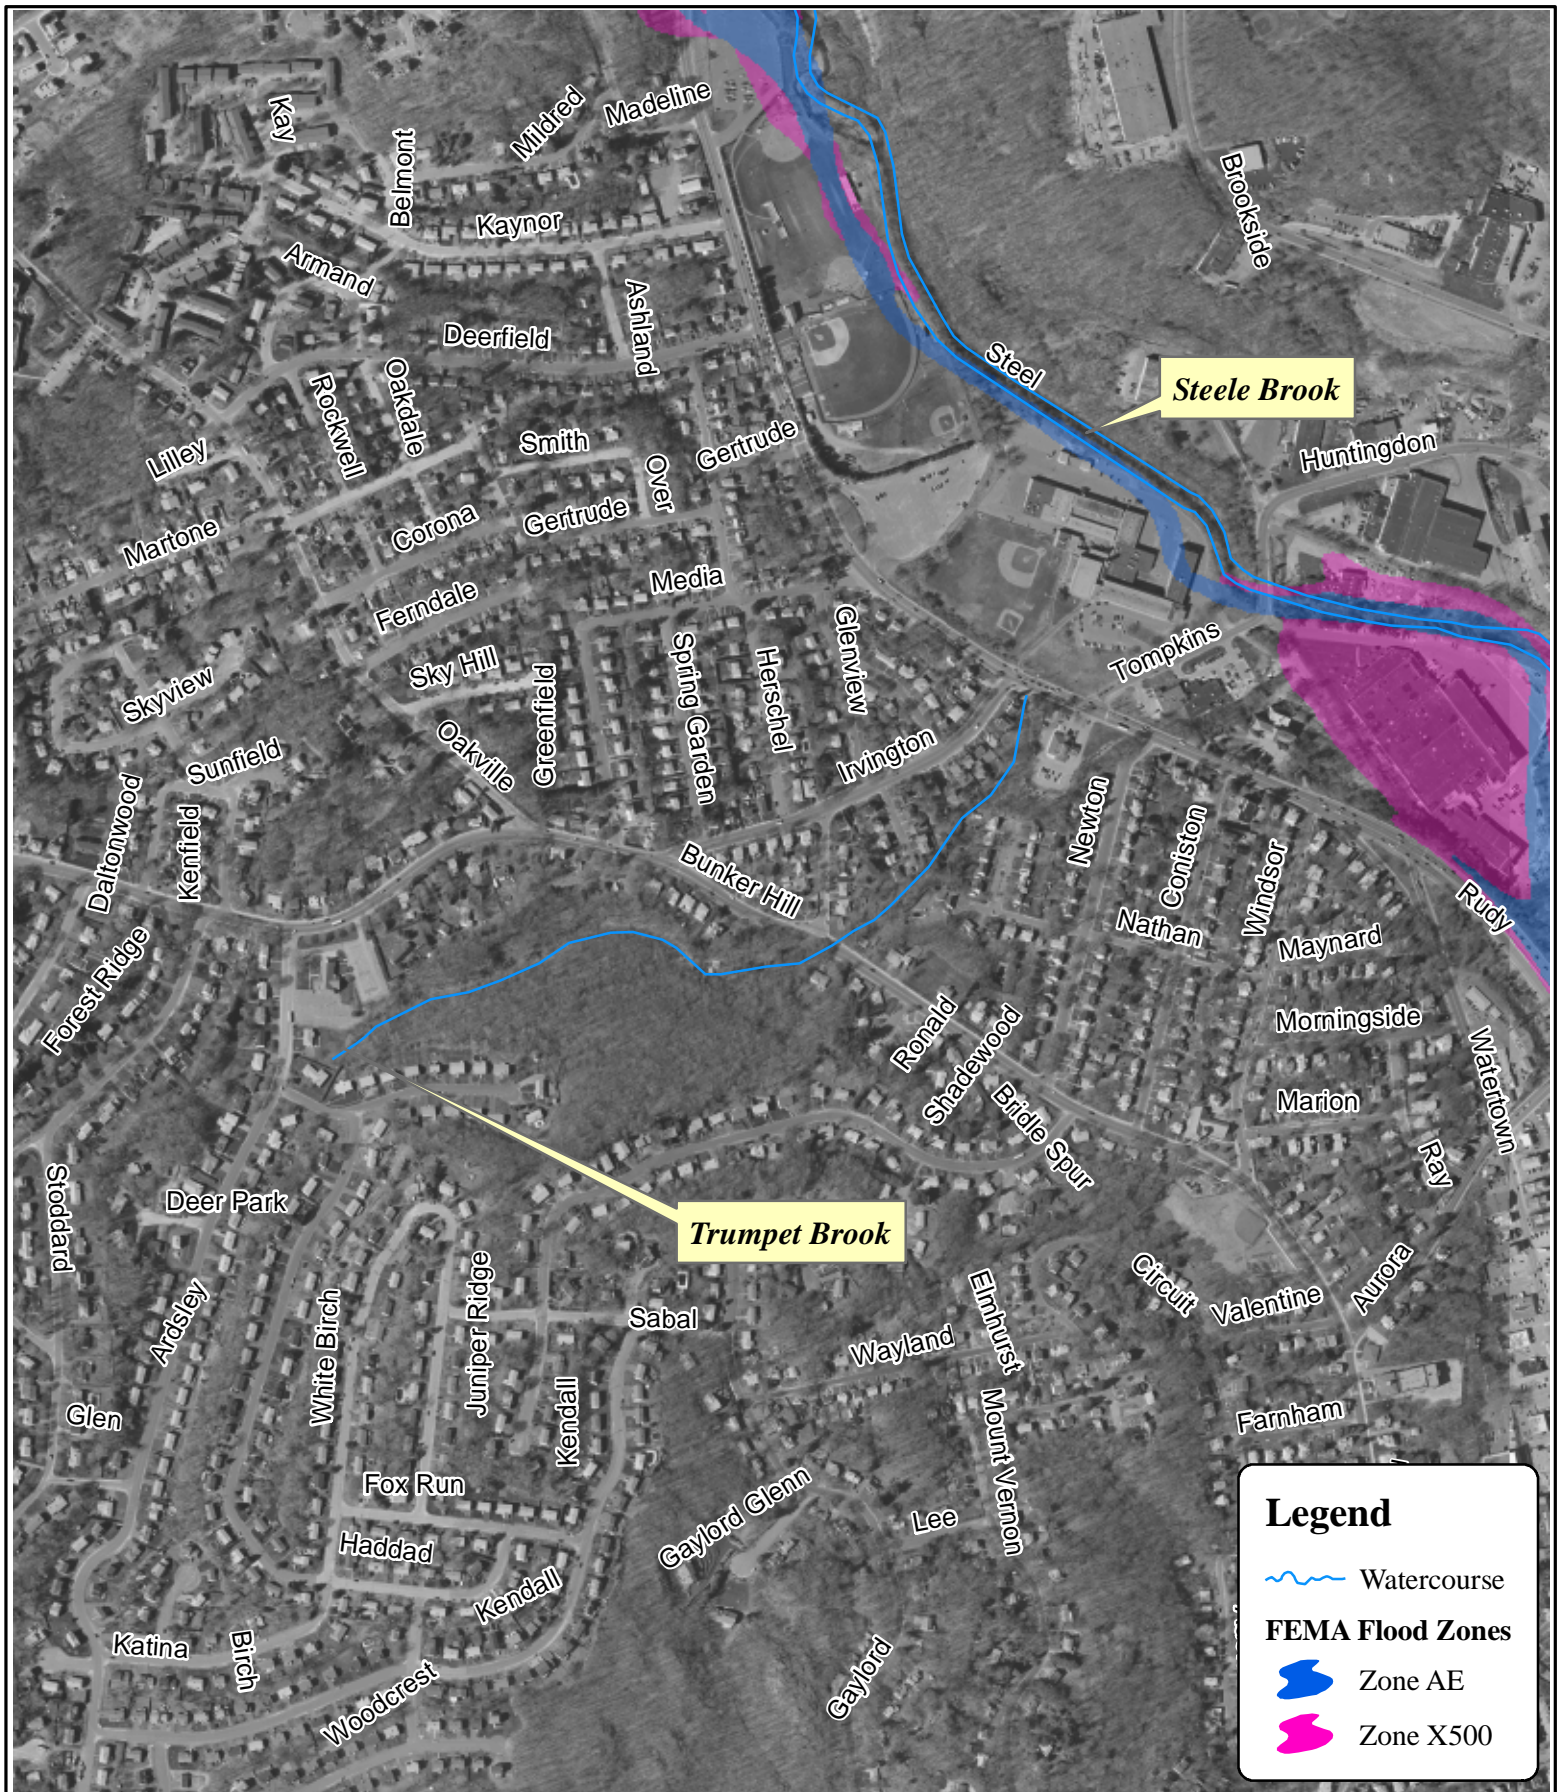 Kay
Belmont
Mildred
Madeline
Kaynor
Brookside
Armand
Ashland
Deerfield
Steel
Steele Brook
Rockwell
Oakdale
Lilley
Smith
Over
Gertrude
Huntingdon
Martone
Corona
Gertrude
Ferndale
Media
Glenview
Tompkins
Skyview
Sky Hill
Greenfield
Spring Garden
Herschel
Oakville
Irvington
Sunfield
Daltonwood
Kenfield
Newton
Coniston
Windsor
Bunker Hill
Nathan
Rudy
Forest Ridge
Maynard
Morningside
Ronald
Shadewood
Watertown
Bridle Spur
Marion
Ray
Stoddard
Deer Park
Trumpet Brook
Ardsley
White Birch
Juniper Ridge
Sabal
Circuit
Elmhurst
Valentine
Aurora
Wayland
Glen
Kendall
Mount Vernon
Farnham
Fox Run
Gaylord Glenn
Lee
Haddad
Kendall
Katina
Birch
Woodcrest
Gaylord
Legend
Watercourse
FEMA Flood Zones
Zone AE
Zone X500